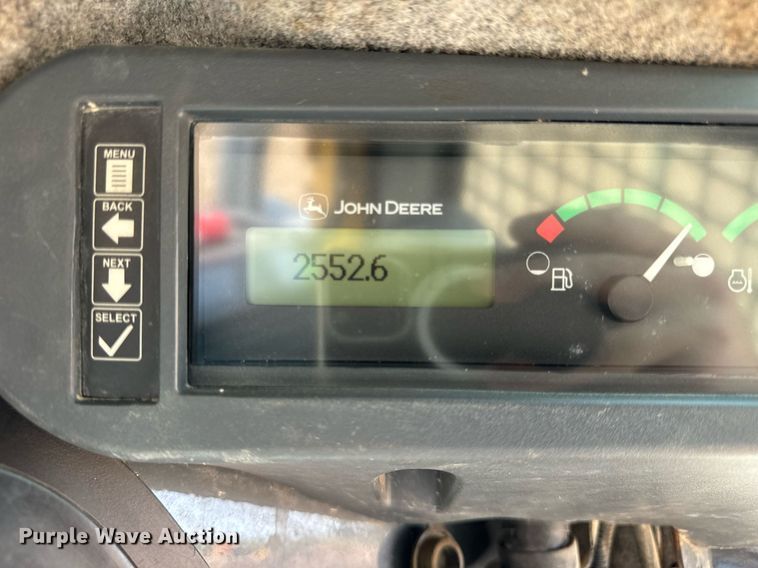 MENU
BACK
NEXT
SELECT
JOHN DEERE
2552.6
Purple Wave Auction®